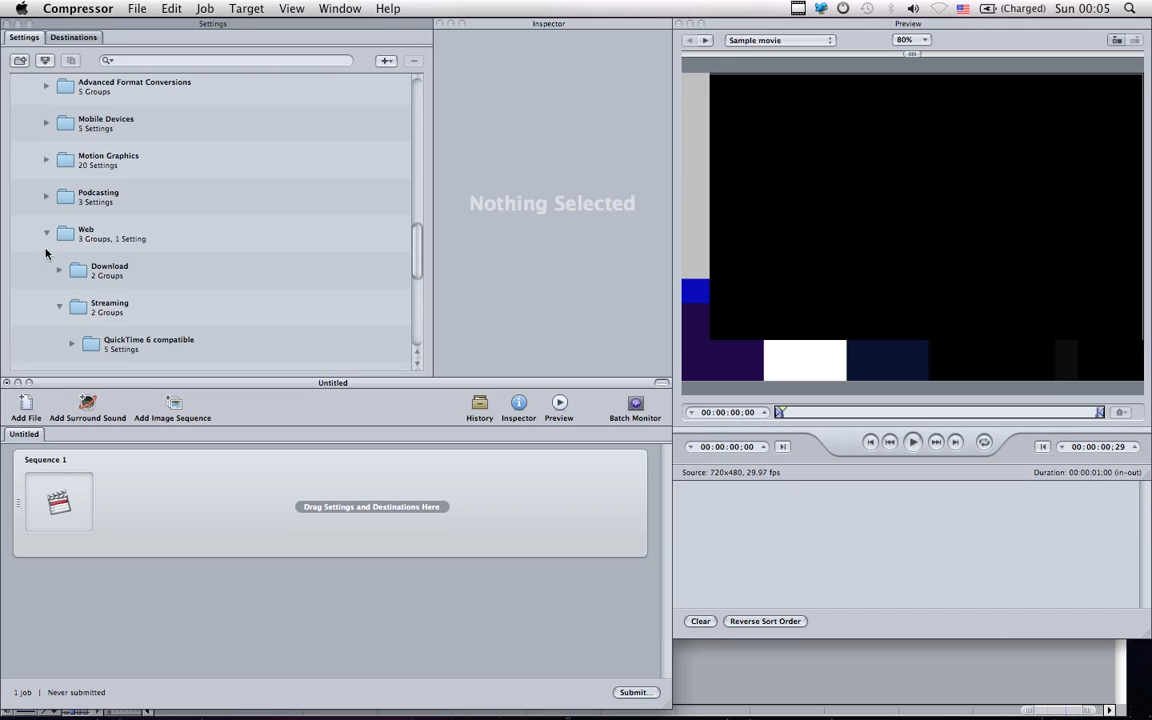 Compressor File Edit Job Target View Window Help (Charged) Sun 00:05
Settings Inspector Preview
Settings Destinations
Sample movie 80%
Advanced Format Conversions
5 Groups
Mobile Devices
5 Settings
Motion Graphics
20 Settings
Podcasting
3 Settings
Web
3 Groups, 1 Setting
Download
2 Groups
Streaming
2 Groups
QuickTime 6 compatible
5 Settings
Nothing Selected
00:00:00;00
00:00:00;00 00:00:00;29
Source: 720x480, 29.97 fps Duration: 00:00:01;00 (in-out)
Clear Reverse Sort Order
Untitled
Add File Add Surround Sound Add Image Sequence History Inspector Preview Batch Monitor
Untitled
Sequence 1
Drag Settings and Destinations Here
1 job | Never submitted Submit...